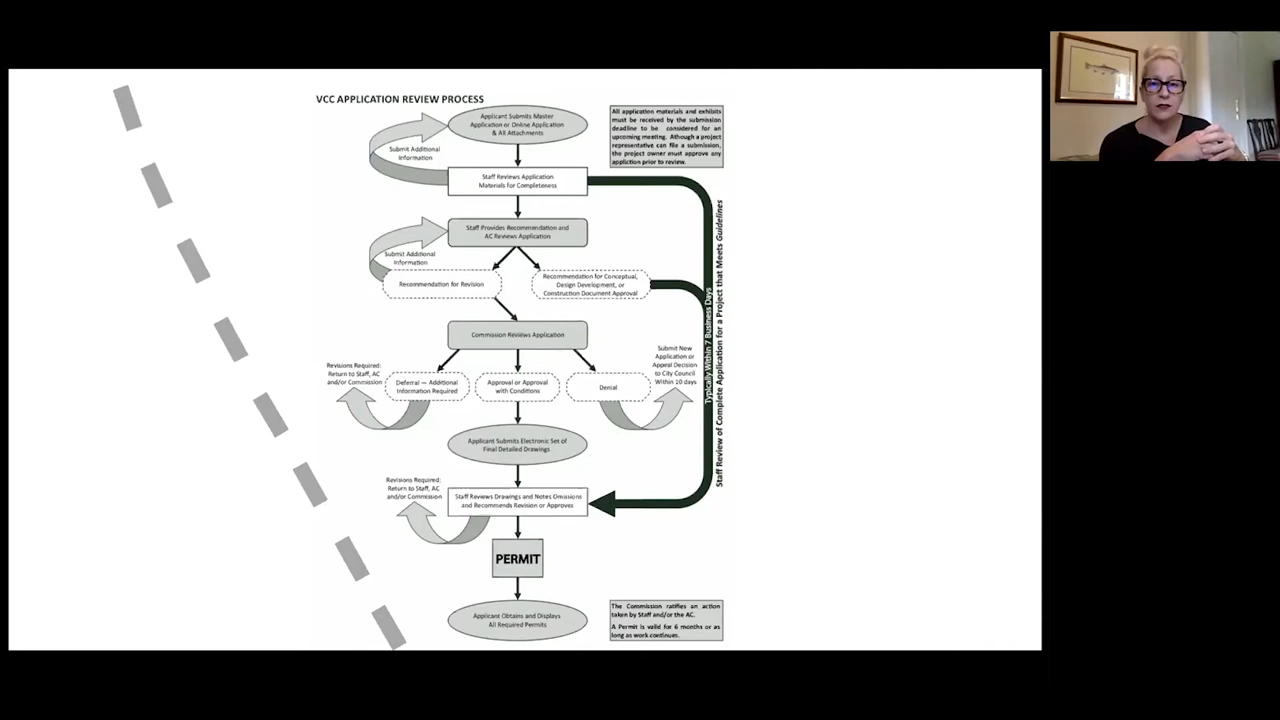 VCC APPLICATION REVIEW PROCESS
Applicant Submits Master
Application or Online Application
& All Attachments
All application materials and exhibits
must be received by the submission
deadline to be considered for an
upcoming meeting. Athough a project
representative can file a submission,
the project owner must approve any
appliction prior to review.
Submit Additional
Information
Staff Reviews Application
Materials for Completeness
Staff Provides Recommendation and
AC Reviews Application
Submit Additional
Information
Recommendation for Revision
Recommendation for Conceptual,
Design Development, or
Construction Document Approval
Typically Within 7 Business Days
Staff Review of Complete Application for a Project that Meets Guidelines
Commission Reviews Application
Revisions Required:
Return to Staff, AC
and/or Commission
Deferral — Additional
Information Required
Approval or Approval
with Conditions
Denial
Submit New
Application or
Appeal Decision
to City Council
Within 10 days
Applicant Submits Electronic Set of
Final Detailed Drawings
Revisions Required:
Return to Staff, AC
and/or Commission
Staff Reviews Drawings and Notes Omissions
and Recommends Revision or Approves
PERMIT
Applicant Obtains and Displays
All Required Permits
The Commission ratifies an action
taken by Staff and/or the AC.
A Permit is valid for 6 months or as
long as work continues.